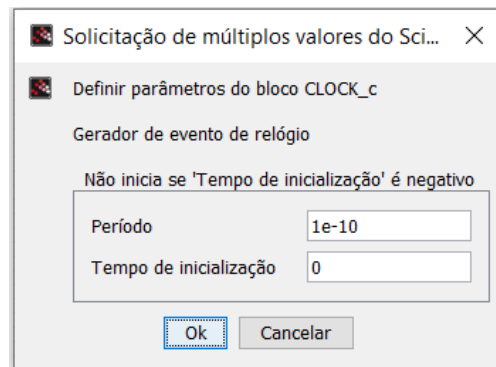 Solicitação de múltiplos valores do Sci...
Definir parâmetros do bloco CLOCK_c
Gerador de evento de relógio
Não inicia se 'Tempo de inicialização' é negativo
Período 1e-10
Tempo de inicialização 0
Ok Cancelar